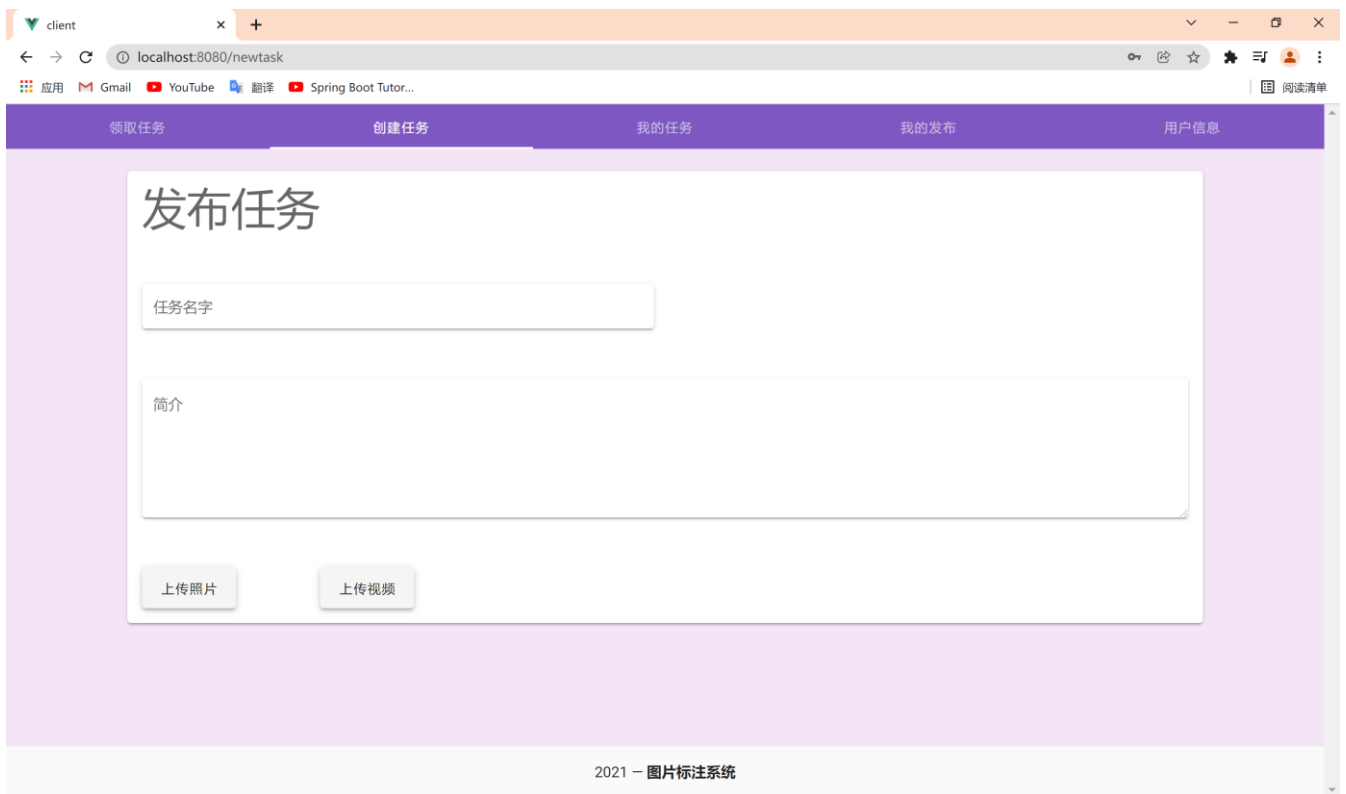 client
localhost:8080/newtask
应用 Gmail YouTube 翻译 Spring Boot Tutor... 阅读清单
领取任务 创建任务 我的任务 我的发布 用户信息
发布任务
任务名字
简介
上传照片 上传视频
2021 — 图片标注系统